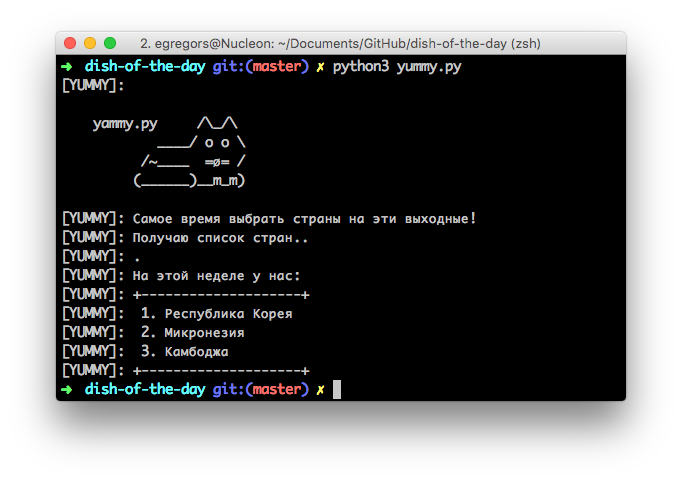 2. egregors@Nucleon: ~/Documents/GitHub/dish-of-the-day (zsh)
➜  dish-of-the-day git:(master) ✗ python3 yummy.py
[YUMMY]:
    yammy.py     /\_/\
            ____/ o o \
          /~____  =ø= /
         (______)__m_m)
[YUMMY]: Самое время выбрать страны на эти выходные!
[YUMMY]: Получаю список стран..
[YUMMY]: .
[YUMMY]: На этой неделе у нас:
[YUMMY]: +--------------------+
[YUMMY]:  1. Республика Корея
[YUMMY]:  2. Микронезия
[YUMMY]:  3. Камбоджа
[YUMMY]: +--------------------+
➜  dish-of-the-day git:(master) ✗